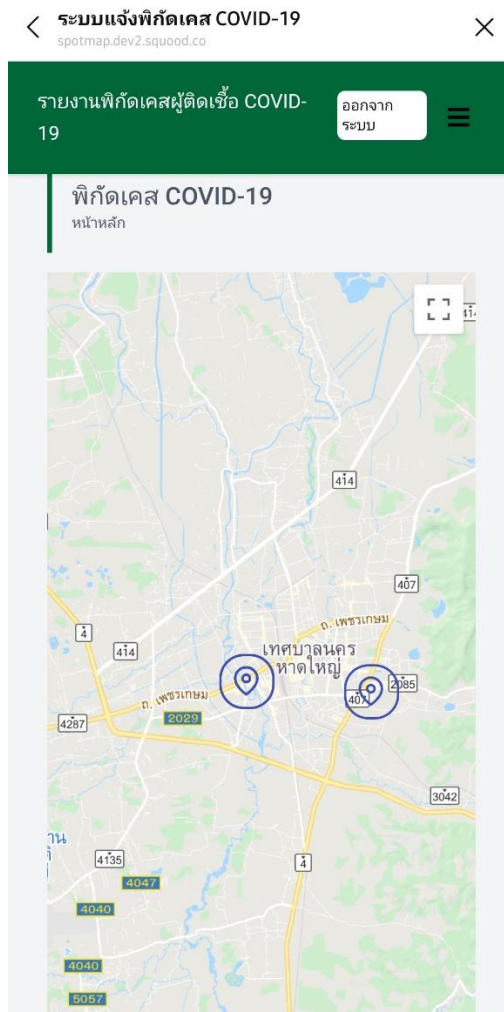 ระบบแจ้งพิกัดเคส COVID-19
spotmap.dev2.squood.co
รายงานพิกัดเคสผู้ติดเชื้อ COVID-
19
ออกจาก
ระบบ
พิกัดเคส COVID-19
หน้าหลัก
414
407
ถ. เพชรเกษม
4
414
เทศบาลนคร
หาดใหญ่
2085
407
ถ. เพชรเกษม
2029
4287
3042
4135
4
4047
4040
4040
5057